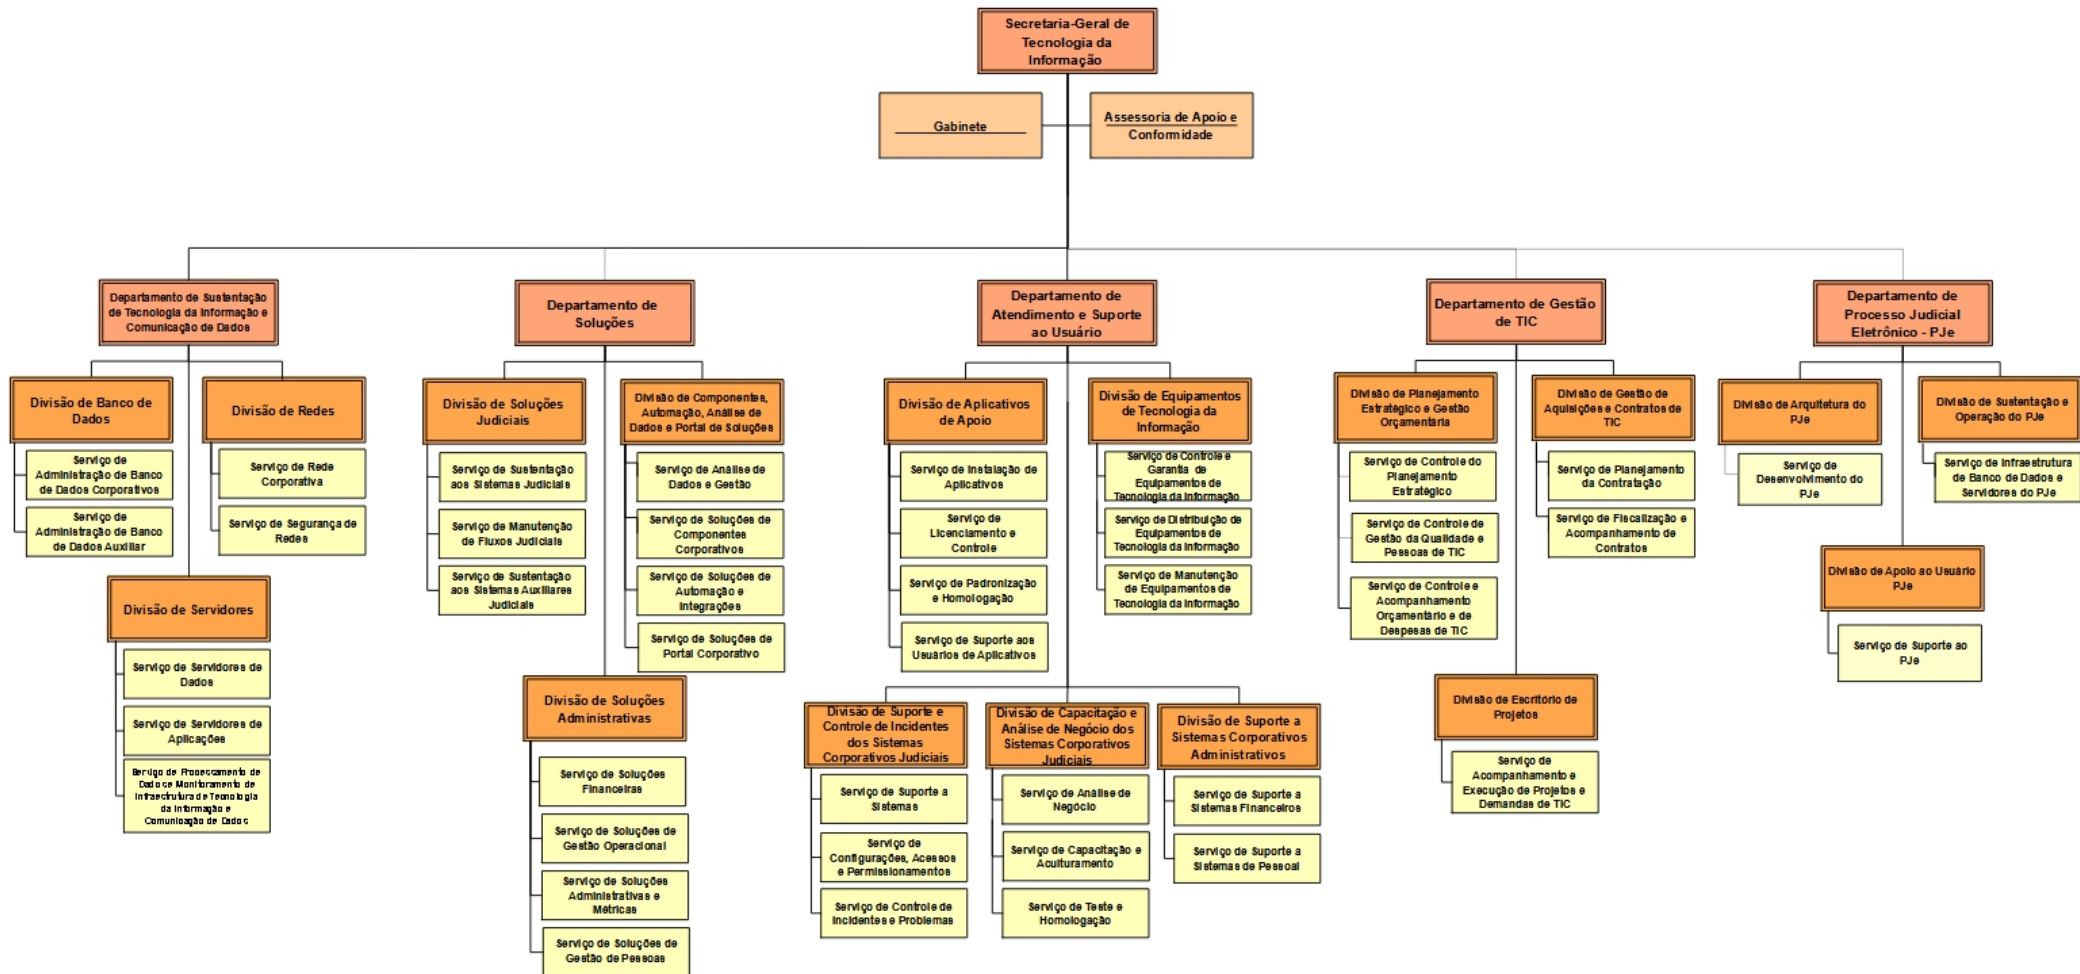 Secretaria-Geral de
Tecnologia da
Informação
Gabinete
Assessoria de Apoio e
Conformidade
Departamento de Sustentação
de Tecnologia da Informação e
Comunicação de Dados
Departamento de
Soluções
Departamento de
Atendimento e Suporte
ao Usuário
Departamento de Gestão
de TIC
Departamento de
Processo Judicial
Eletrônico - PJe
Divisão de Banco de
Dados
Serviço de
Administração de Banco
de Dados Corporativos
Serviço de
Administração de Banco
de Dados Auxiliar
Divisão de Redes
Serviço de Rede
Corporativa
Serviço de Segurança de
Redes
Divisão de Servidores
Serviço de Servidores de
Dados
Serviço de Servidores de
Aplicações
Serviço de Processamento de
Dados e Monitoramento de
Infraestrutura de Tecnologia
da Informação e
Comunicação de Dados
Divisão de Soluções
Judiciais
Serviço de Sustentação
aos Sistemas Judiciais
Serviço de Manutenção
de Fluxos Judiciais
Serviço de Sustentação
aos Sistemas Auxiliares
Judiciais
Divisão de Componentes,
Automação, Análise de
Dados e Portal de Soluções
Serviço de Análise de
Dados e Gestão
Serviço de Soluções de
Componentes
Corporativos
Serviço de Soluções de
Automação e
Integrações
Serviço de Soluções de
Portal Corporativo
Divisão de Soluções
Administrativas
Serviço de Soluções
Financeiras
Serviço de Soluções de
Gestão Operacional
Serviço de Soluções
Administrativas e
Métricas
Serviço de Soluções de
Gestão de Pessoas
Divisão de Aplicativos
de Apoio
Serviço de Instalação de
Aplicativos
Serviço de
Licenciamento e
Controle
Serviço de Padronização
e Homologação
Serviço de Suporte aos
Usuários de Aplicativos
Divisão de Equipamentos
de Tecnologia da
Informação
Serviço de Controle e
Garantia de
Equipamentos de
Tecnologia da Informação
Serviço de Distribuição de
Equipamentos de
Tecnologia da Informação
Serviço de Manutenção
de Equipamentos de
Tecnologia da Informação
Divisão de Suporte e
Controle de Incidentes
dos Sistemas
Corporativos Judiciais
Serviço de Suporte a
Sistemas
Serviço de
Configurações, Acessos
e Permissionamentos
Serviço de Controle de
Incidentes e Problemas
Divisão de Capacitação e
Análise de Negócio dos
Sistemas Corporativos
Judiciais
Serviço de Análise de
Negócio
Serviço de Capacitação e
Aculturamento
Serviço de Teste e
Homologação
Divisão de Suporte a
Sistemas Corporativos
Administrativos
Serviço de Suporte a
Sistemas Financeiros
Serviço de Suporte a
Sistemas de Pessoal
Divisão de Planejamento
Estratégico e Gestão
Orçamentária
Serviço de Controle do
Planejamento
Estratégico
Serviço de Controle de
Gestão da Qualidade e
Pessoas de TIC
Serviço de Controle e
Acompanhamento
Orçamentário e de
Despesas de TIC
Divisão de Gestão de
Aquisições e Contratos de
TIC
Serviço de Planejamento
da Contratação
Serviço de Fiscalização e
Acompanhamento de
Contratos
Divisão de Escritório de
Projetos
Serviço de
Acompanhamento e
Execução de Projetos e
Demandas de TIC
Divisão de Arquitetura do
PJe
Serviço de
Desenvolvimento do
PJe
Divisão de Sustentação e
Operação do PJe
Serviço de Infraestrutura
de Banco de Dados e
Servidores do PJe
Divisão de Apoio ao Usuário
PJe
Serviço de Suporte ao
PJe